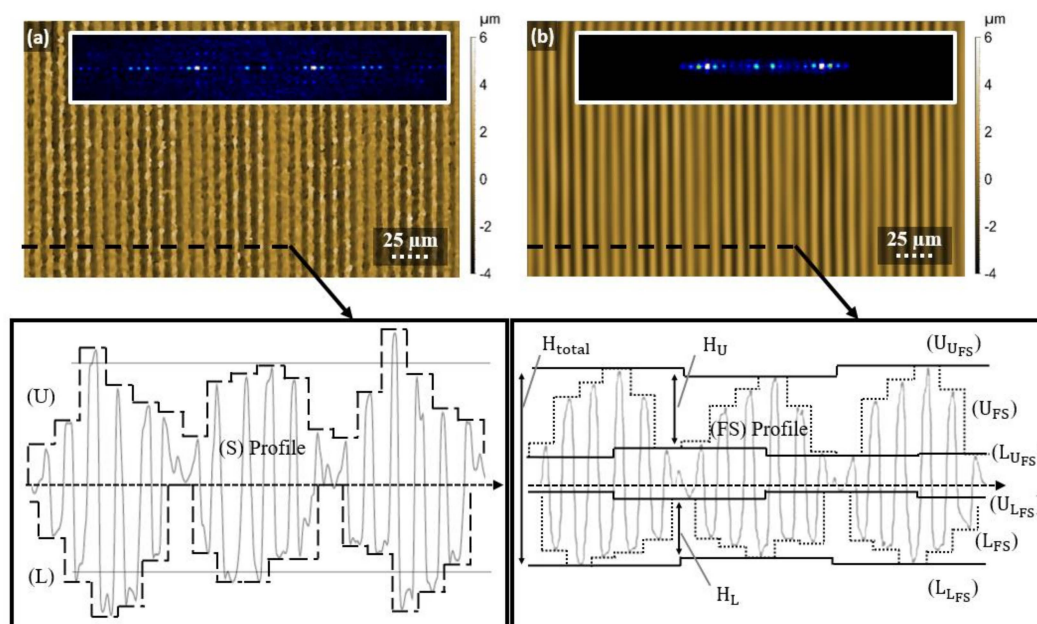 (a)
µm
6
4
2
0
-2
-4
25 µm
(b)
µm
6
4
2
0
-2
-4
25 µm
(U)
(S) Profile
(L)
H_total
H_U
(U_U_FS)
(U_FS)
(FS) Profile
(L_U_FS)
(U_L_FS)
(L_FS)
H_L
(L_L_FS)